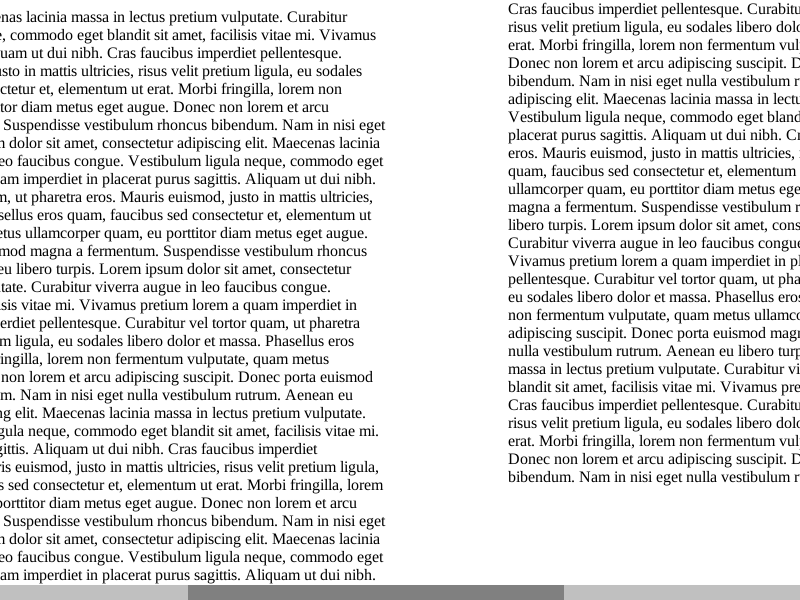 enas lacinia massa in lectus pretium vulputate. Curabitur
e, commodo eget blandit sit amet, facilisis vitae mi. Vivamus
uam ut dui nibh. Cras faucibus imperdiet pellentesque.
usto in mattis ultricies, risus velit pretium ligula, eu sodales
ctetur et, elementum ut erat. Morbi fringilla, lorem non
tor diam metus eget augue. Donec non lorem et arcu
Suspendisse vestibulum rhoncus bibendum. Nam in nisi eget
n dolor sit amet, consectetur adipiscing elit. Maecenas lacinia
eo faucibus congue. Vestibulum ligula neque, commodo eget
am imperdiet in placerat purus sagittis. Aliquam ut dui nibh.
m, ut pharetra eros. Mauris euismod, justo in mattis ultricies,
asellus eros quam, faucibus sed consectetur et, elementum ut
etus ullamcorper quam, eu porttitor diam metus eget augue.
mod magna a fermentum. Suspendisse vestibulum rhoncus
eu libero turpis. Lorem ipsum dolor sit amet, consectetur
tate. Curabitur viverra augue in leo faucibus congue.
sis vitae mi. Vivamus pretium lorem a quam imperdiet in
erdiet pellentesque. Curabitur vel tortor quam, ut pharetra
m ligula, eu sodales libero dolor et massa. Phasellus eros
ringilla, lorem non fermentum vulputate, quam metus
non lorem et arcu adipiscing suscipit. Donec porta euismod
m. Nam in nisi eget nulla vestibulum rutrum. Aenean eu
ng elit. Maecenas lacinia massa in lectus pretium vulputate.
gula neque, commodo eget blandit sit amet, facilisis vitae mi.
gittis. Aliquam ut dui nibh. Cras faucibus imperdiet
ris euismod, justo in mattis ultricies, risus velit pretium ligula,
s sed consectetur et, elementum ut erat. Morbi fringilla, lorem
porttitor diam metus eget augue. Donec non lorem et arcu
Suspendisse vestibulum rhoncus bibendum. Nam in nisi eget
n dolor sit amet, consectetur adipiscing elit. Maecenas lacinia
eo faucibus congue. Vestibulum ligula neque, commodo eget
am imperdiet in placerat purus sagittis. Aliquam ut dui nibh.
Cras faucibus imperdiet pellentesque. Curabitu
risus velit pretium ligula, eu sodales libero dolo
erat. Morbi fringilla, lorem non fermentum vul
Donec non lorem et arcu adipiscing suscipit. D
bibendum. Nam in nisi eget nulla vestibulum r
adipiscing elit. Maecenas lacinia massa in lectu
Vestibulum ligula neque, commodo eget bland
placerat purus sagittis. Aliquam ut dui nibh. Cr
eros. Mauris euismod, justo in mattis ultricies,
quam, faucibus sed consectetur et, elementum
ullamcorper quam, eu porttitor diam metus ege
magna a fermentum. Suspendisse vestibulum r
libero turpis. Lorem ipsum dolor sit amet, cons
Curabitur viverra augue in leo faucibus congue
Vivamus pretium lorem a quam imperdiet in pl
pellentesque. Curabitur vel tortor quam, ut pha
eu sodales libero dolor et massa. Phasellus eros
non fermentum vulputate, quam metus ullamco
adipiscing suscipit. Donec porta euismod magn
nulla vestibulum rutrum. Aenean eu libero turp
massa in lectus pretium vulputate. Curabitur vi
blandit sit amet, facilisis vitae mi. Vivamus pre
Cras faucibus imperdiet pellentesque. Curabitu
risus velit pretium ligula, eu sodales libero dolo
erat. Morbi fringilla, lorem non fermentum vul
Donec non lorem et arcu adipiscing suscipit. D
bibendum. Nam in nisi eget nulla vestibulum r